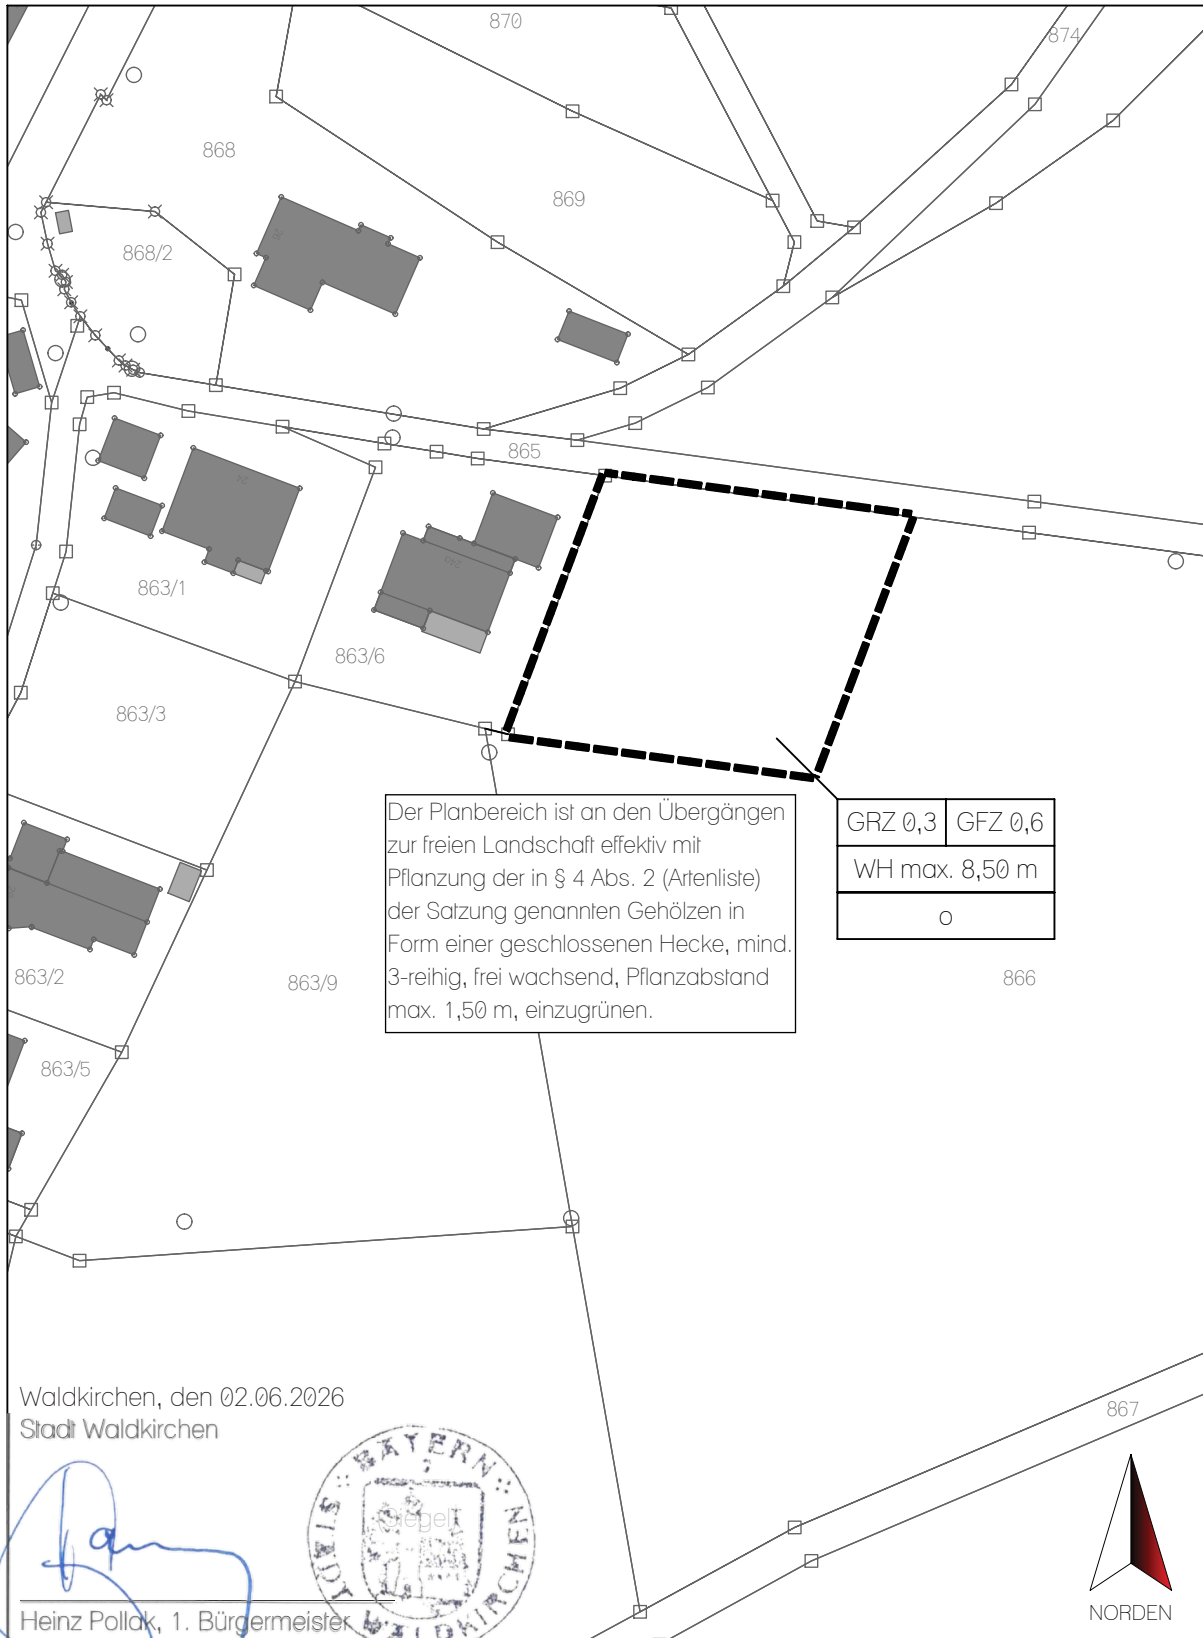 870
874
868
869
868/2
865
24
863/1
863/6
863/3
Der Planbereich ist an den Übergängen
zur freien Landschaft effektiv mit
Pflanzung der in § 4 Abs. 2 (Artenliste)
der Satzung genannten Gehölzen in
Form einer geschlossenen Hecke, mind.
3-reihig, frei wachsend, Pflanzabstand
max. 1,50 m, einzugrünen.
GRZ 0,3 GFZ 0,6
WH max. 8,50 m
o
863/2
863/9
866
863/5
867
Waldkirchen, den 02.06.2026
Stadt Waldkirchen
BAYERN
STADT WALDKIRCHEN
(Siegel)
Heinz Pollak, 1. Bürgermeister
NORDEN